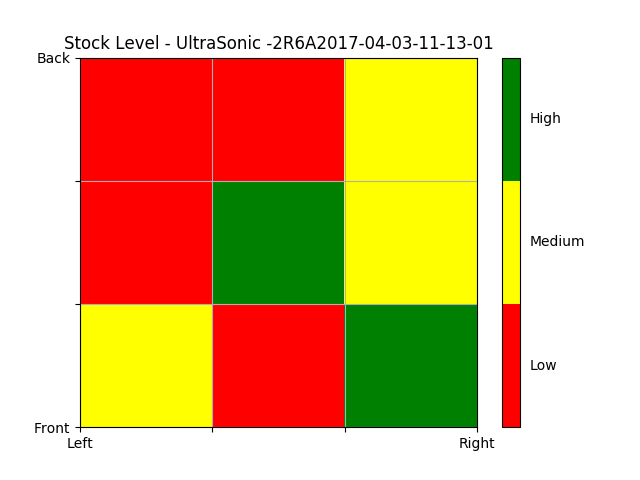 Stock Level - UltraSonic -2R6A2017-04-03-11-13-01
Back
High
Medium
Low
Front
Left
Right